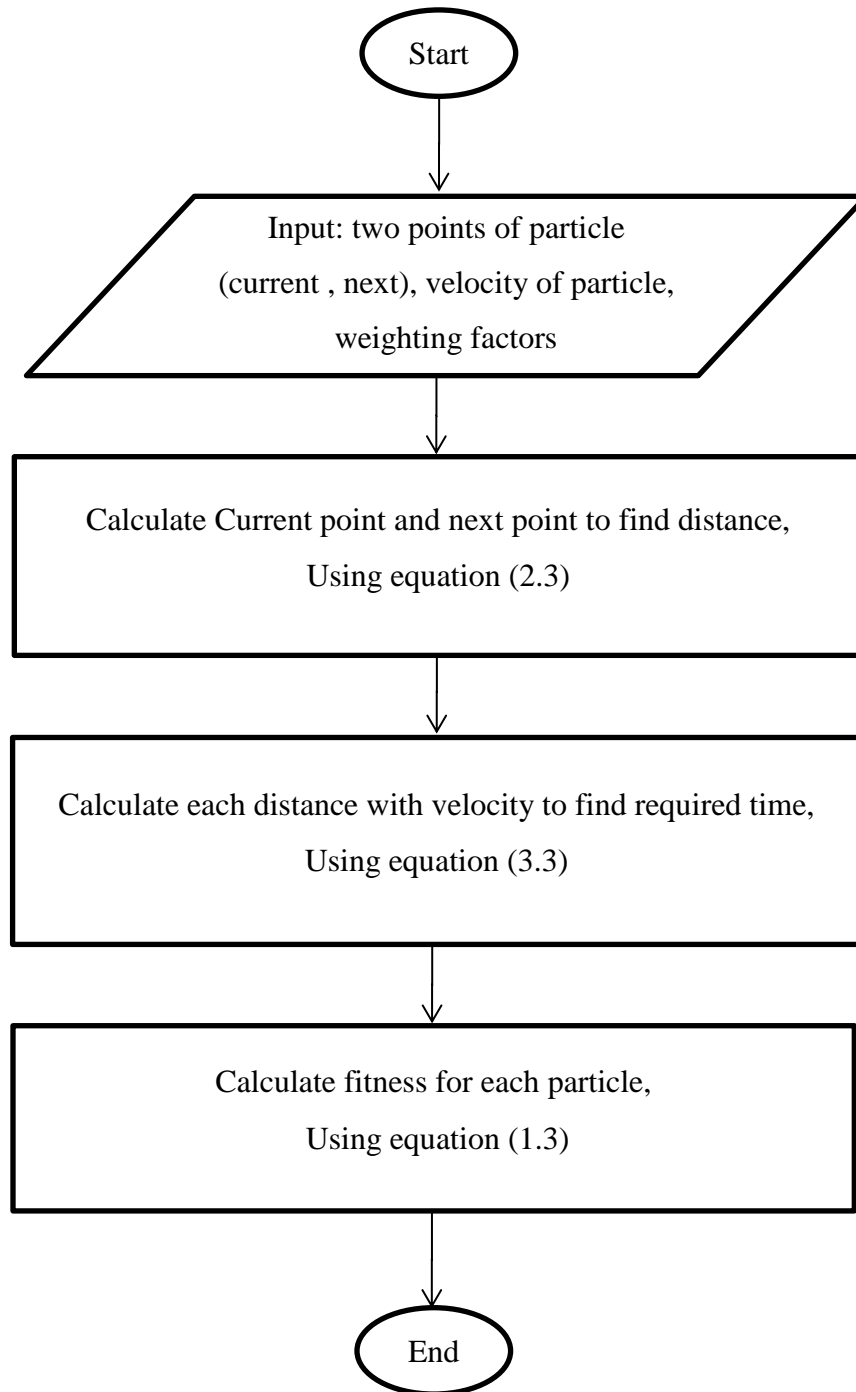 Start
Input: two points of particle
(current , next), velocity of particle,
weighting factors
Calculate Current point and next point to find distance,
Using equation (2.3)
Calculate each distance with velocity to find required time,
Using equation (3.3)
Calculate fitness for each particle,
Using equation (1.3)
End